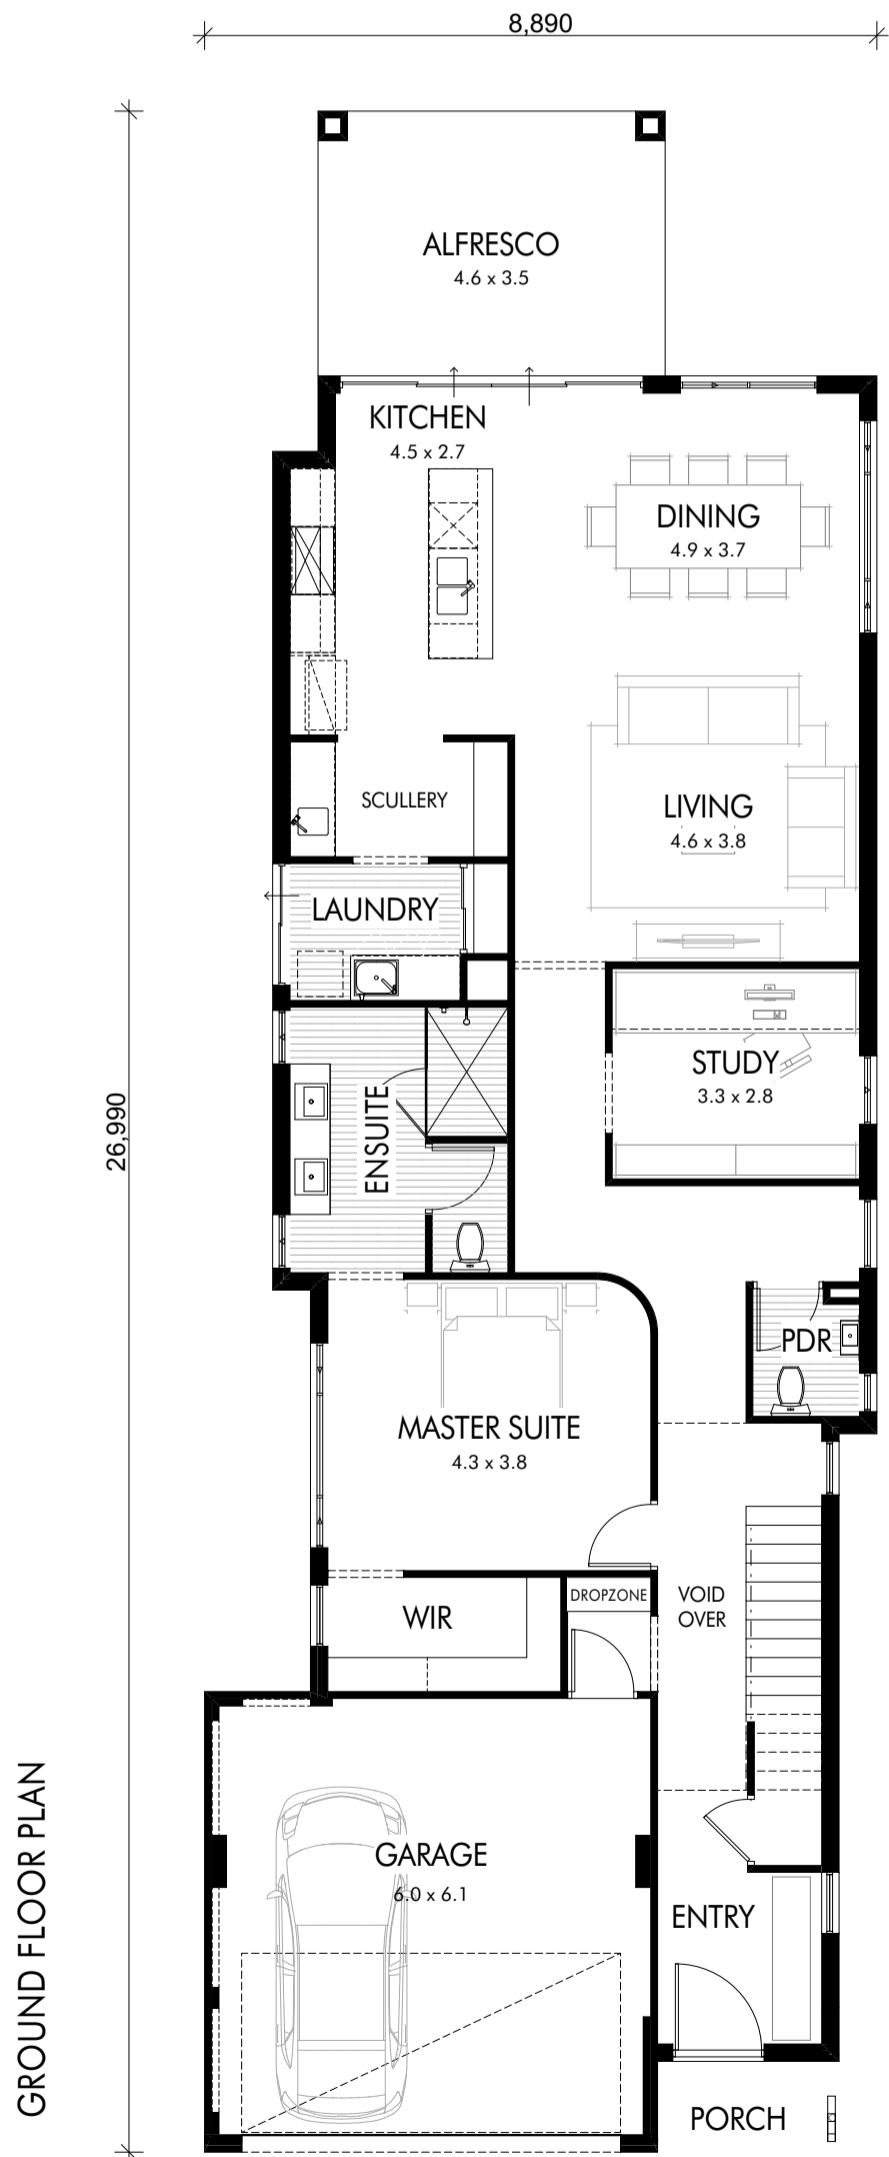 8,890
ALFRESCO
4.6 x 3.5
KITCHEN
4.5 x 2.7
DINING
4.9 x 3.7
SCULLERY
LIVING
4.6 x 3.8
LAUNDRY
STUDY
3.3 x 2.8
ENSUITE
26,990
PDR
MASTER SUITE
4.3 x 3.8
DROPZONE
VOID
OVER
WIR
GARAGE
6.0 x 6.1
ENTRY
PORCH
GROUND FLOOR PLAN